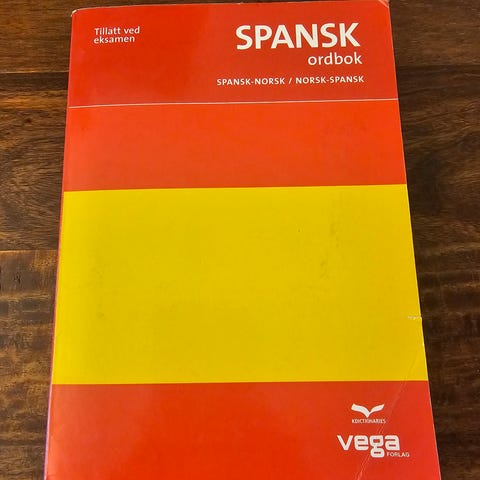 Tillatt ved
eksamen
SPANSK
ordbok
SPANSK-NORSK / NORSK-SPANSK
KDICTIONARIES
vega
FORLAG